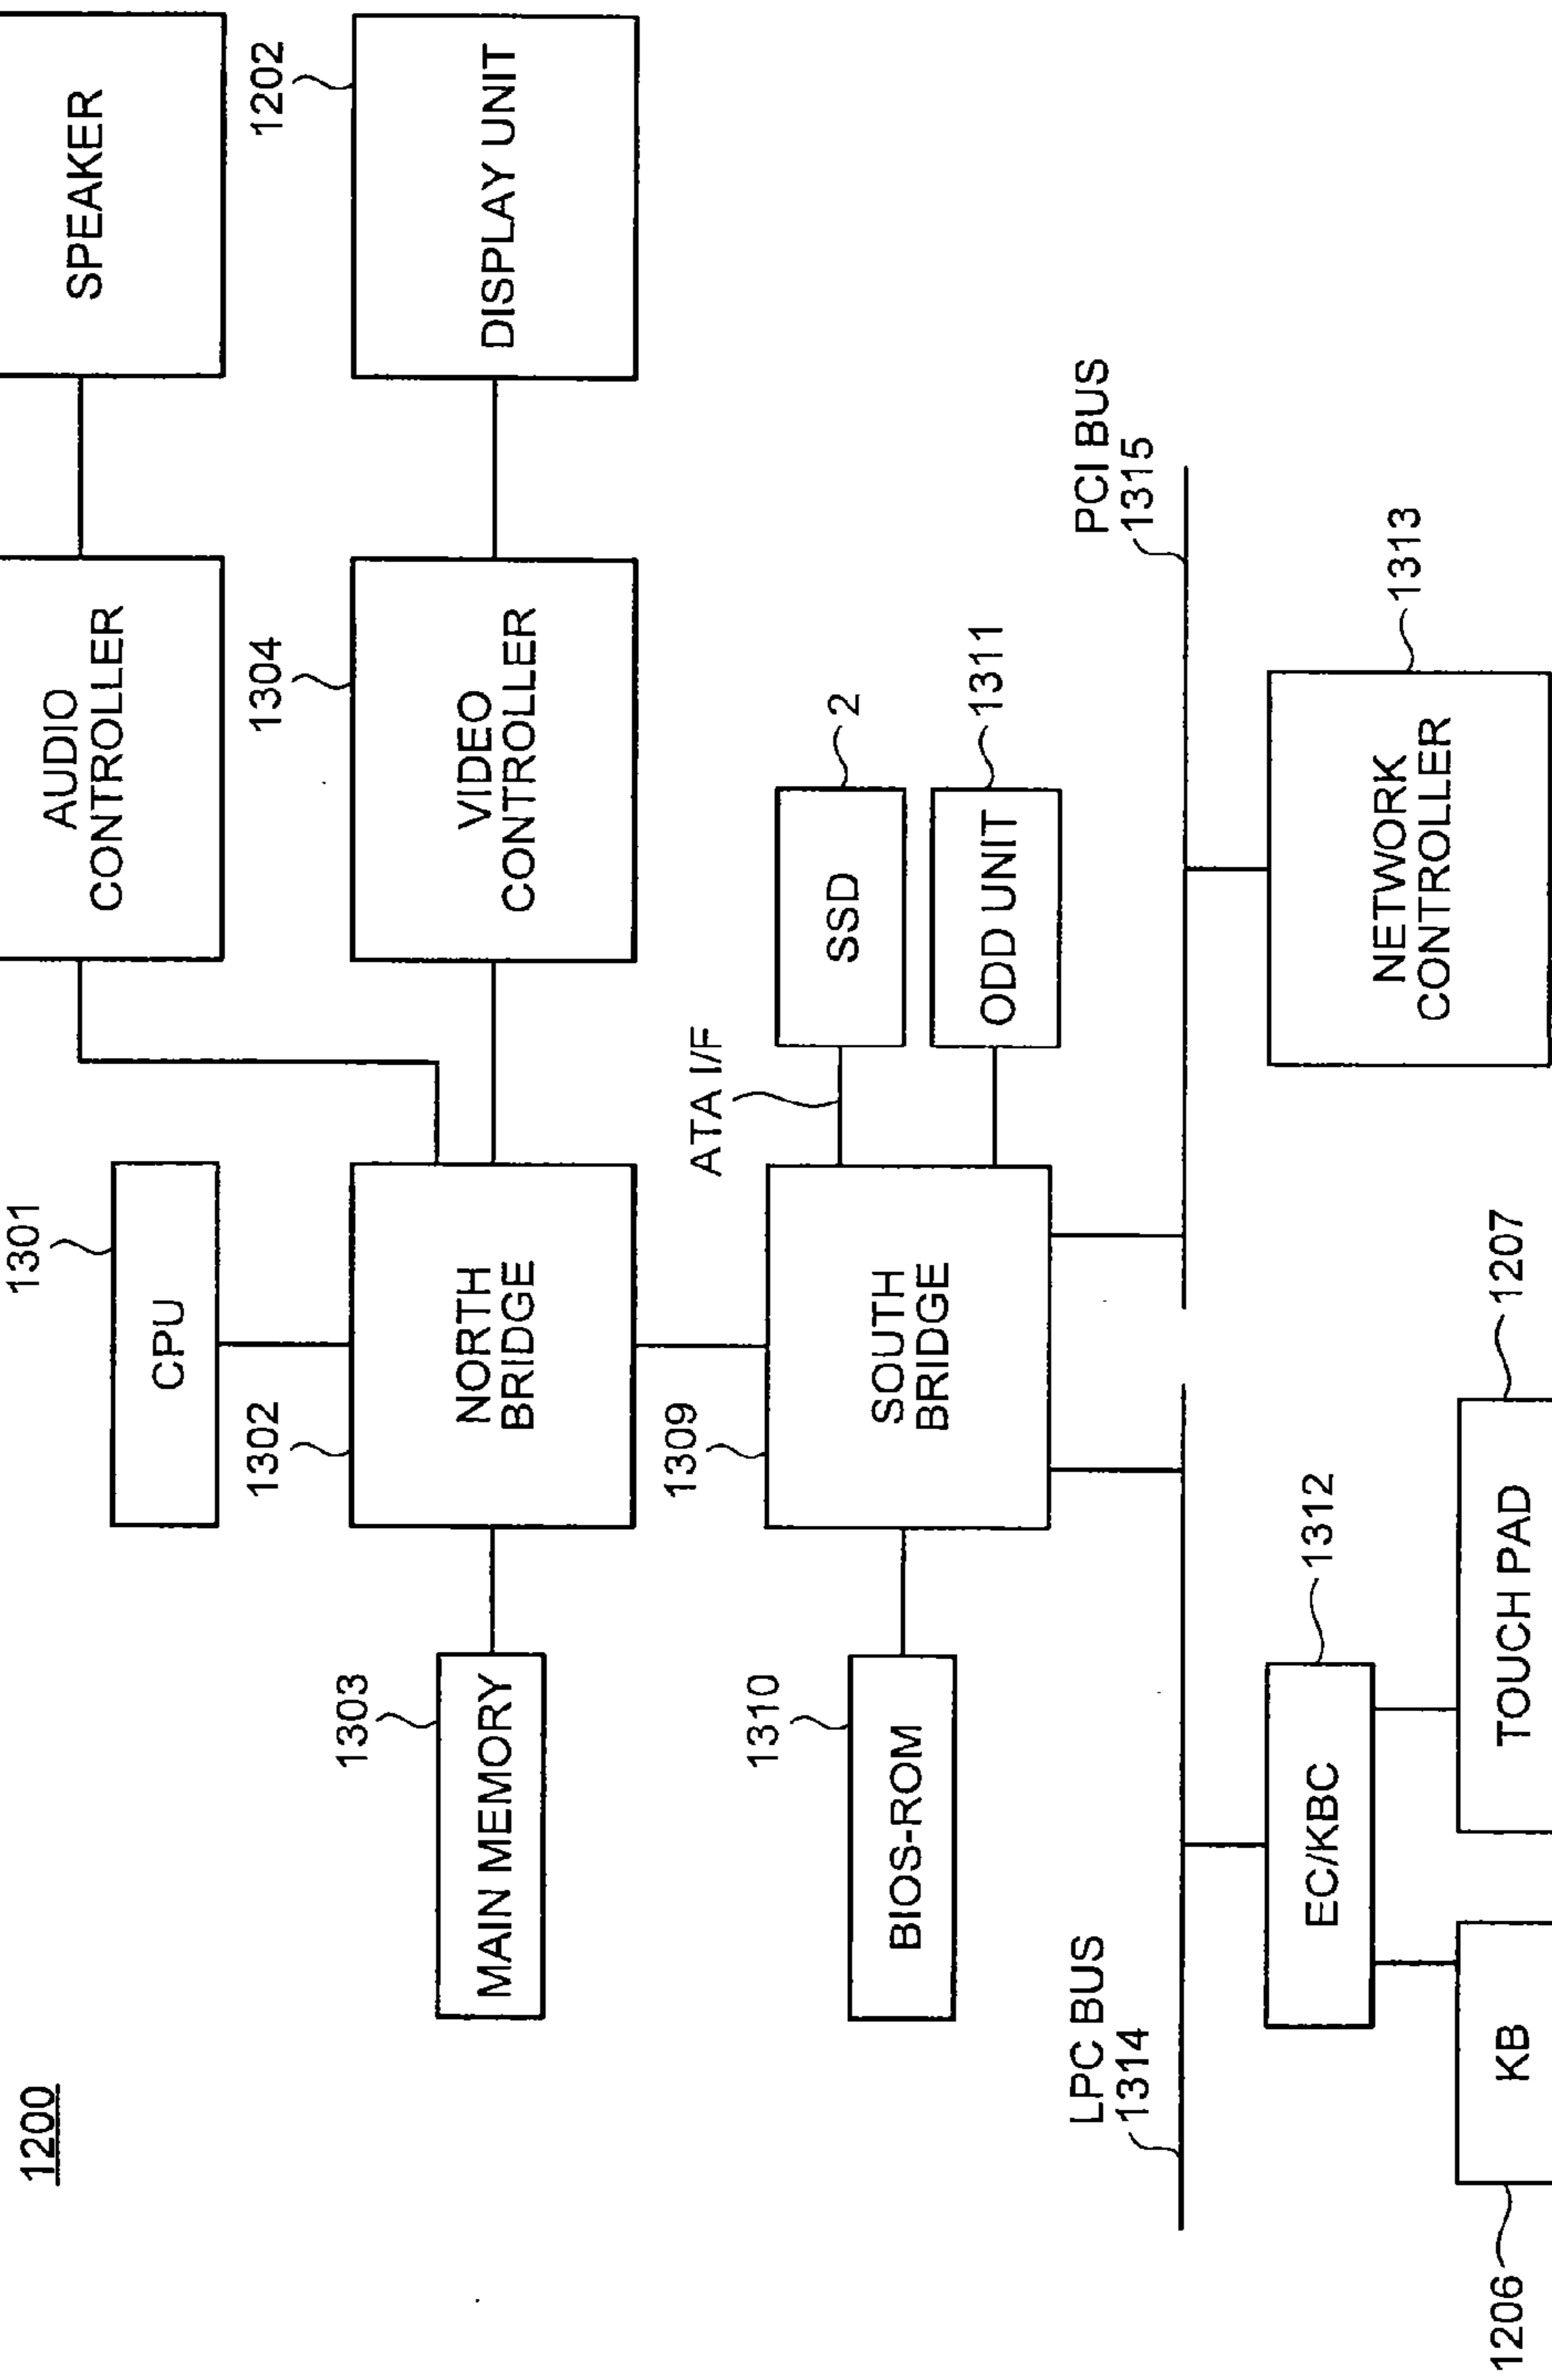 1200
1301
CPU
AUDIO
CONTROLLER
SPEAKER
1302
NORTH
BRIDGE
1304
VIDEO
CONTROLLER
1202
DISPLAY UNIT
1303
MAIN MEMORY
1309
SOUTH
BRIDGE
ATA I/F
SSD
2
ODD UNIT
1311
1310
BIOS-ROM
LPC BUS
1314
PCI BUS
1315
EC/KBC
1312
NETWORK
CONTROLLER
1313
1206
KB
TOUCH PAD
1207